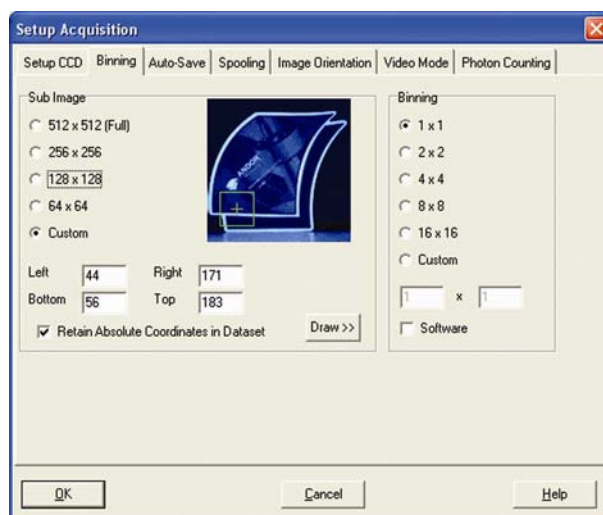 Setup Acquisition
Setup CCD Binning Auto-Save Spooling Image Orientation Video Mode Photon Counting
Sub Image
512 x 512 (Full)
256 x 256
128 x 128
64 x 64
Custom
ANDOR
Left 44 Right 171
Bottom 56 Top 183
Retain Absolute Coordinates in Dataset
Draw >>
Binning
1 x 1
2 x 2
4 x 4
8 x 8
16 x 16
Custom
1 x 1
Software
OK Cancel Help